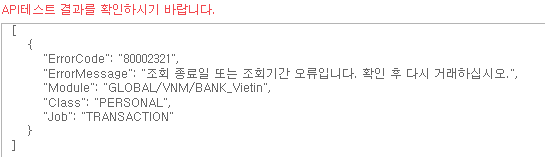 API테스트 결과를 확인하시기 바랍니다.
[
{
"ErrorCode": "80002321",
"ErrorMessage": "조회 종료일 또는 조회기간 오류입니다. 확인 후 다시 거래하십시오.",
"Module": "GLOBAL/VNM/BANK_Vietin",
"Class": "PERSONAL",
"Job": "TRANSACTION"
}
]